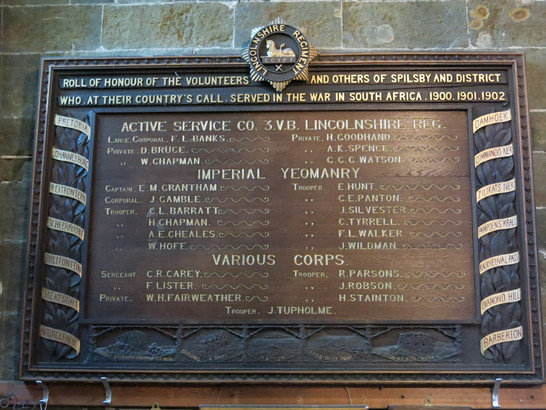 LINCOLNSHIRE REGIMENT
EGYPT
X
ROLL OF HONOUR OF THE VOLUNTEERS AND OTHERS OF SPILSBY AND DISTRICT
WHO, AT THEIR COUNTRY'S CALL, SERVED IN THE WAR IN SOUTH AFRICA. 1900.1901.1902
PRETORIA
JOHANNESBURG
BARBERTON
DIAMOND HILL
COMMANDO NEK
ZILIKATS NEK
ACTIVE SERVICE CO. 3.V.B. LINCOLNSHIRE REG.
LANCE. CORPORAL. F.L.BANKS. PRIVATE. H.GOODHAND.
PRIVATE. D.BRUCE. ,, A.K.SPENCE.
,, W.CHAPMAN. ,, C.C.C.WATSON.
IMPERIAL YEOMANRY
CAPTAIN. E.M.GRANTHAM. TROOPER. E.HUNT.
CORPORAL. J.GAMBLE. ,, C.E.PANTON.
TROOPER. C.L.BARRATT. ,, J.SILVESTER.
,, H.CHAPMAN. ,, C.TYRRELL.
,, A.E.CHEALES. ,, F.L.WALKER.
,, W.HOFF. ,, J.WILDMAN.
VARIOUS CORPS.
SERGEANT C.R.CAREY. TROOPER. R.PARSONS.
,, F.LISTER. ,, J.ROBSON.
PRIVATE. W.H.FAIRWEATHER. ,, H.STAINTON.
TROOPER. J.TUPHOLME.